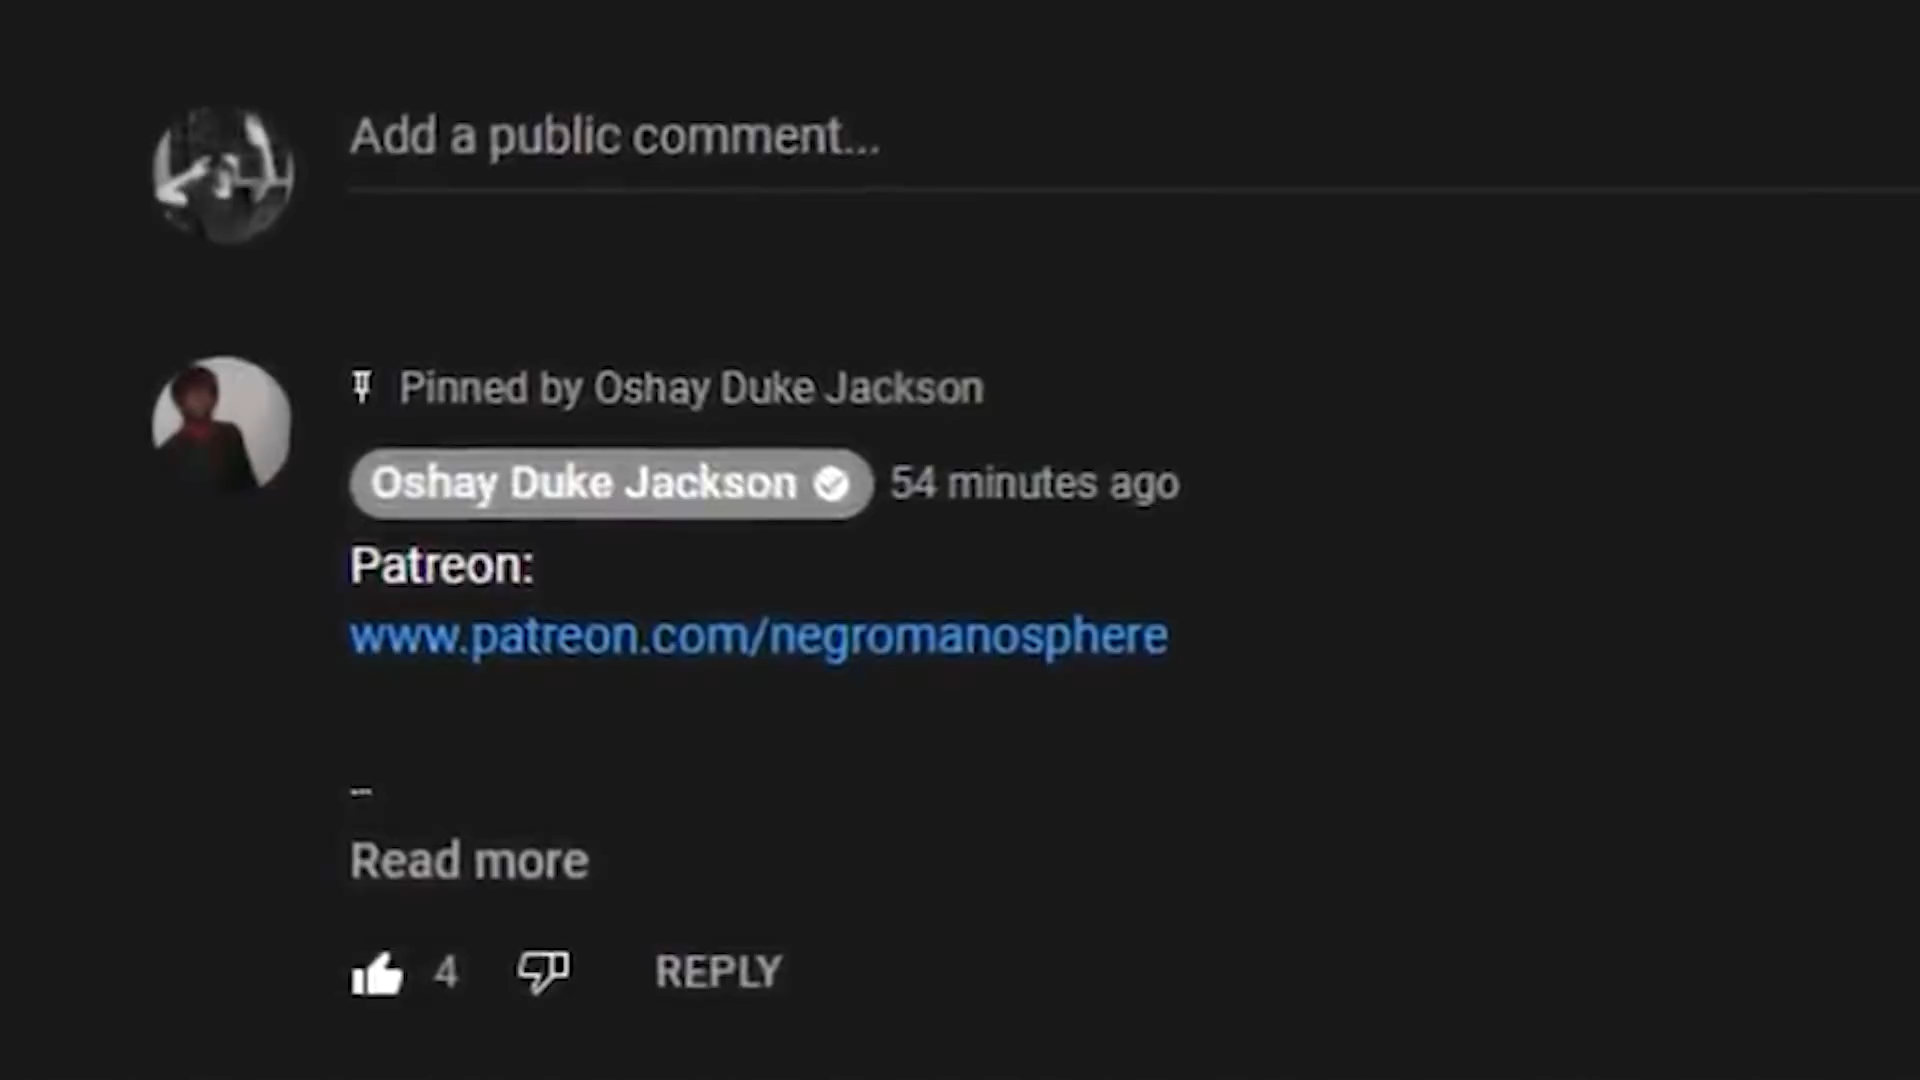 Add a public comment...
Pinned by Oshay Duke Jackson
Oshay Duke Jackson 54 minutes ago
Patreon:
www.patreon.com/negromanosphere
--
Read more
4 REPLY